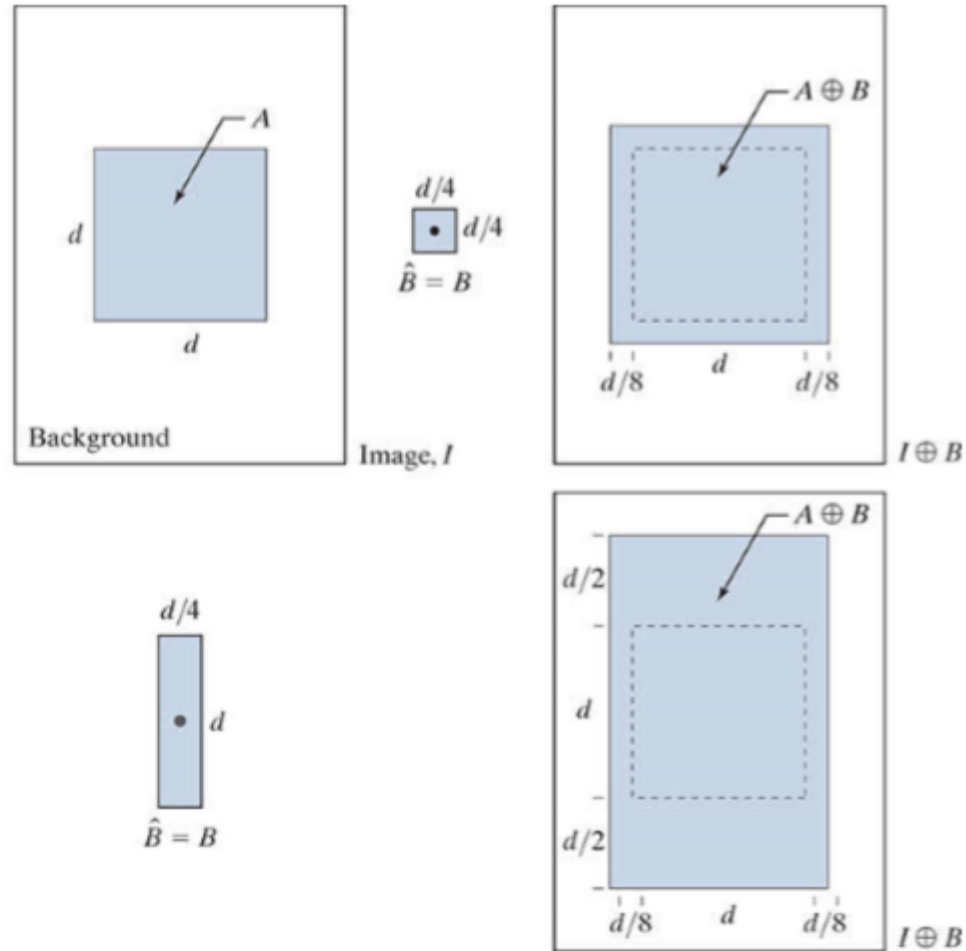 A
d
d
Background
Image, I
d/4
d/4
B̂ = B
A ⊕ B
d/8
d
d/8
I ⊕ B
d/4
d
B̂ = B
A ⊕ B
d/2
d
d/2
d/8
d
d/8
I ⊕ B